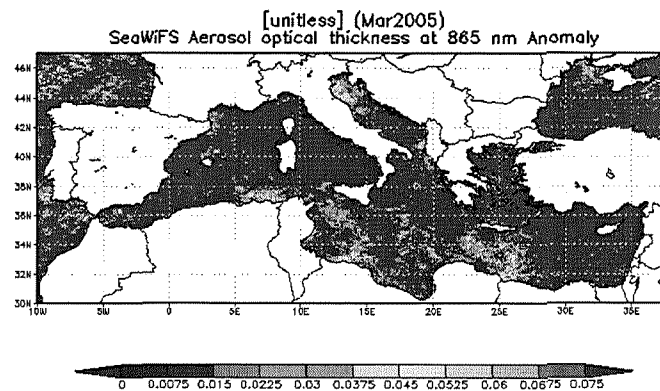 [unitless] (Mar2005)
SeaWiFS Aerosol optical thickness at 865 nm Anomaly
46N
44N
42N
40N
38N
36N
34N
32N
30N
10W 5W 0 5E 10E 15E 20E 25E 30E 35E
0 0.0075 0.015 0.0225 0.03 0.0375 0.045 0.0525 0.06 0.0675 0.075